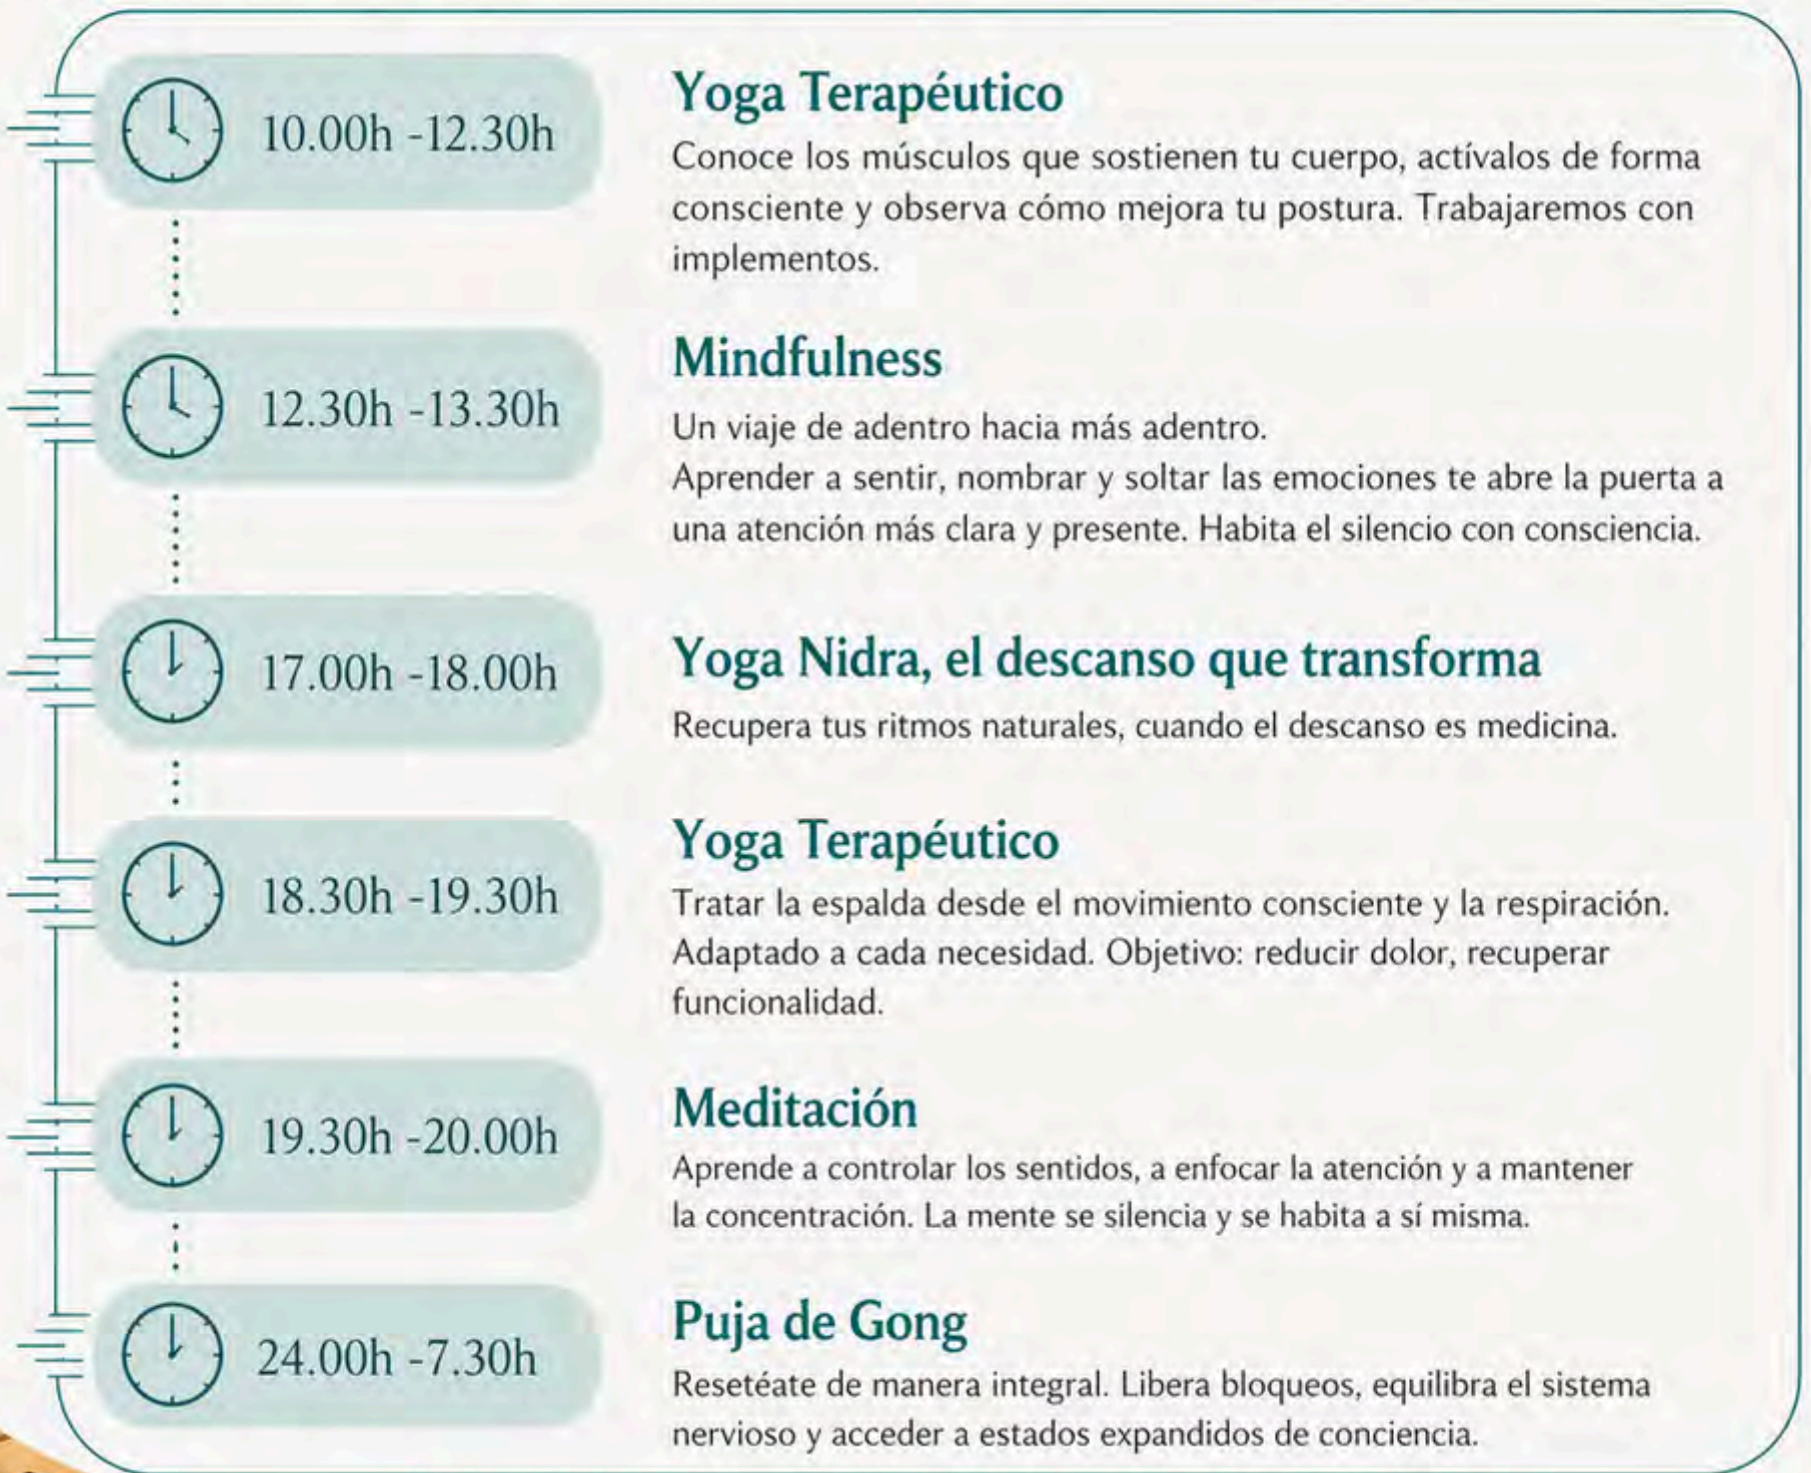 10.00h -12.30h
Yoga Terapéutico
Conoce los músculos que sostienen tu cuerpo, actívalos de forma
consciente y observa cómo mejora tu postura. Trabajaremos con
implementos.
12.30h -13.30h
Mindfulness
Un viaje de adentro hacia más adentro.
Aprender a sentir, nombrar y soltar las emociones te abre la puerta a
una atención más clara y presente. Habita el silencio con consciencia.
17.00h -18.00h
Yoga Nidra, el descanso que transforma
Recupera tus ritmos naturales, cuando el descanso es medicina.
18.30h -19.30h
Yoga Terapéutico
Tratar la espalda desde el movimiento consciente y la respiración.
Adaptado a cada necesidad. Objetivo: reducir dolor, recuperar
funcionalidad.
19.30h -20.00h
Meditación
Aprende a controlar los sentidos, a enfocar la atención y a mantener
la concentración. La mente se silencia y se habita a sí misma.
24.00h -7.30h
Puja de Gong
Resetéate de manera integral. Libera bloqueos, equilibra el sistema
nervioso y acceder a estados expandidos de conciencia.